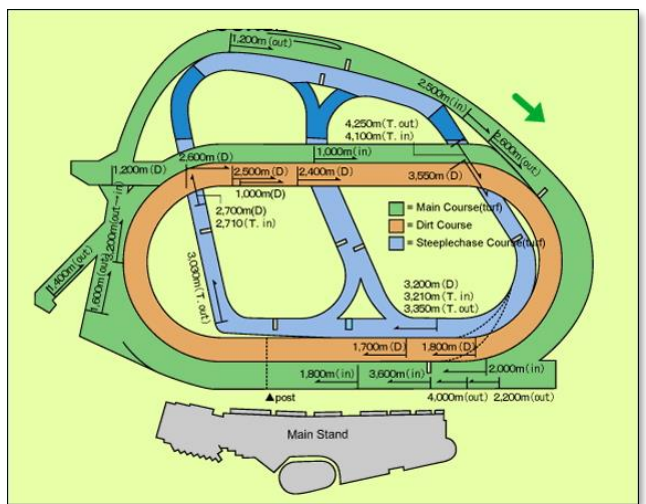 1,200m(out)
2,500m(in)
2,600m(out)
4,250m(T. out)
4,100m(T. in)
1,000m(in)
2,600m(D)
1,200m(D)
2,500m(D)
2,400m(D)
3,550m(D)
1,000m(D)
2,700m(D)
2,710(T. in)
= Main Course(turf)
= Dirt Course
= Steeplechase Course(turf)
3,200m(out→in)
1,400m(out)
1,600m(out)
3,030m(T. out)
3,200m(D)
3,210m(T. in)
3,350m(T. out)
1,700m(D)
1,800m(D)
1,800m(in)
3,600m(in)
2,000m(in)
▲post
4,000m(out)
2,200m(out)
Main Stand